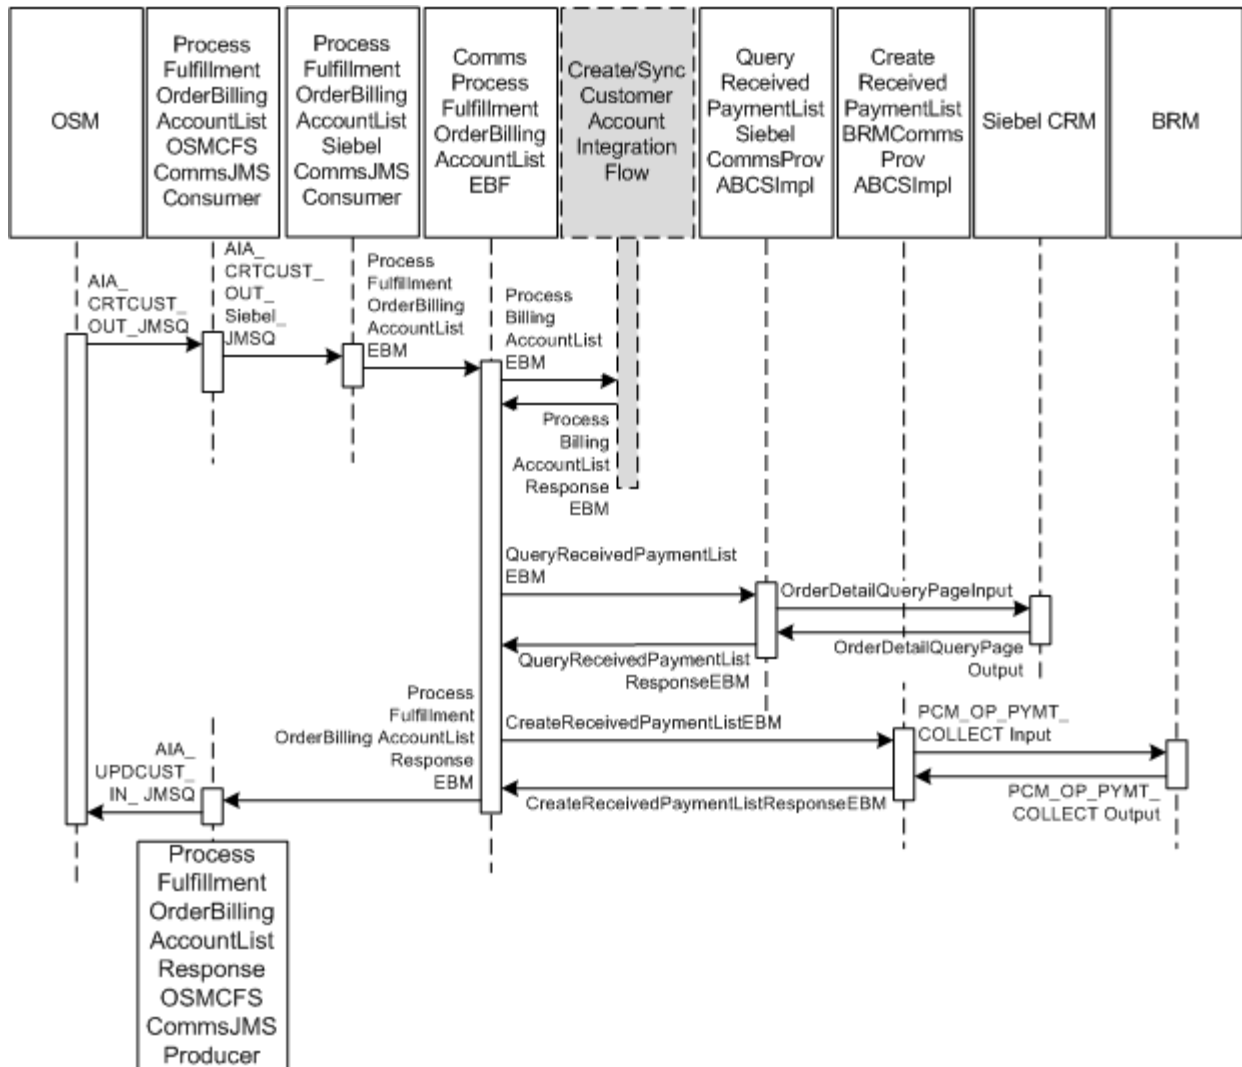 OSM
Process
Fulfillment
OrderBilling
AccountList
OSMCFS
CommsJMS
Consumer
Process
Fulfillment
OrderBilling
AccountList
Siebel
CommsJMS
Consumer
Comms
Process
Fulfillment
OrderBilling
AccountList
EBF
Create/Sync
Customer
Account
Integration
Flow
Query
Received
PaymentList
Siebel
CommsProv
ABCSImpl
Create
Received
PaymentList
BRMComms
Prov
ABCSImpl
Siebel CRM
BRM
AIA_
CRTCUST_
OUT_JMSQ
AIA_
CRTCUST_
OUT_
Siebel_
JMSQ
Process
Fulfillment
OrderBilling
AccountList
EBM
Process
Billing
AccountList
EBM
Process
Billing
AccountList
Response
EBM
QueryReceivedPaymentList
EBM
OrderDetailQueryPageInput
OrderDetailQueryPage
Output
QueryReceivedPaymentList
ResponseEBM
CreateReceivedPaymentListEBM
PCM_OP_PYMT_
COLLECT Input
PCM_OP_PYMT_
COLLECT Output
CreateReceivedPaymentListResponseEBM
Process
Fulfillment
OrderBilling AccountList
Response
EBM
AIA_
UPDCUST_
IN_ JMSQ
Process
Fulfillment
OrderBilling
AccountList
Response
OSMCFS
CommsJMS
Producer